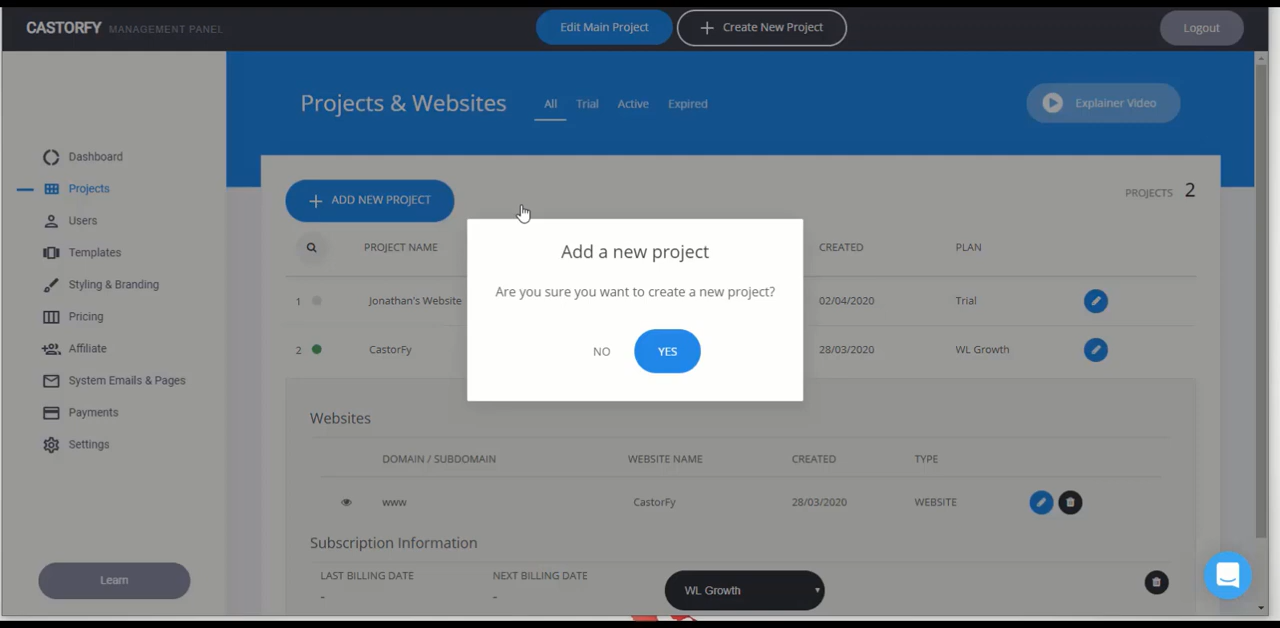 CASTORFY MANAGEMENT PANEL
Edit Main Project
Create New Project
Logout
Projects & Websites
All Trial Active Expired
Explainer Video
Dashboard
Projects
Users
Templates
Styling & Branding
Pricing
Affiliate
System Emails & Pages
Payments
Settings
Learn
ADD NEW PROJECT
PROJECTS 2
PROJECT NAME CREATED PLAN
1 Jonathan's Website 02/04/2020 Trial
2 CastorFy 28/03/2020 WL Growth
Add a new project
Are you sure you want to create a new project?
NO YES
Websites
DOMAIN / SUBDOMAIN WEBSITE NAME CREATED TYPE
www CastorFy 28/03/2020 WEBSITE
Subscription Information
LAST BILLING DATE NEXT BILLING DATE
- -
WL Growth